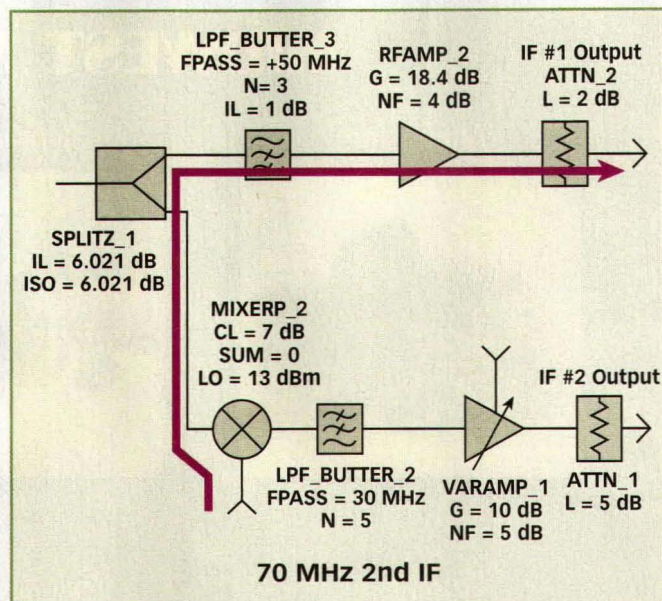 LPF_BUTTER_3
FPASS = +50 MHz
N= 3
IL = 1 dB
RFAMP_2
G = 18.4 dB
NF = 4 dB
IF #1 Output
ATTN_2
L = 2 dB
SPLITZ_1
IL = 6.021 dB
ISO = 6.021 dB
MIXERP_2
CL = 7 dB
SUM = 0
LO = 13 dBm
IF #2 Output
LPF_BUTTER_2
FPASS = 30 MHz
N = 5
VARAMP_1
G = 10 dB
NF = 5 dB
ATTN_1
L = 5 dB
70 MHz 2nd IF